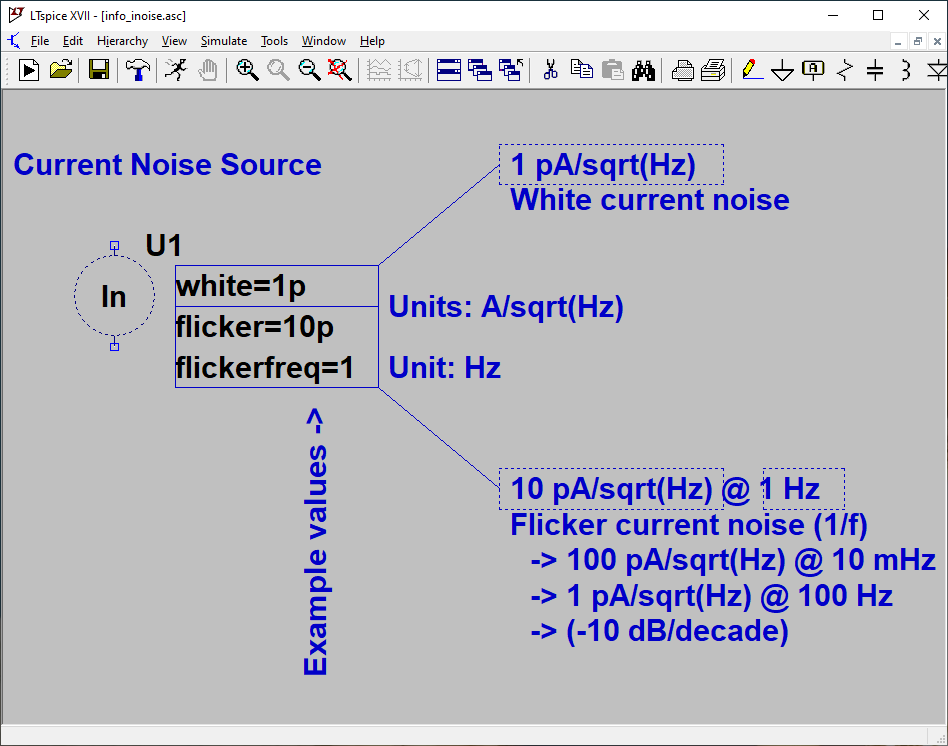 LTspice XVII - [info_inoise.asc]
File Edit Hierarchy View Simulate Tools Window Help
Current Noise Source
1 pA/sqrt(Hz)
White current noise
U1
In
white=1p
Units: A/sqrt(Hz)
flicker=10p
flickerfreq=1
Unit: Hz
Example values ->
10 pA/sqrt(Hz) @ 1 Hz
Flicker current noise (1/f)
-> 100 pA/sqrt(Hz) @ 10 mHz
-> 1 pA/sqrt(Hz) @ 100 Hz
-> (-10 dB/decade)